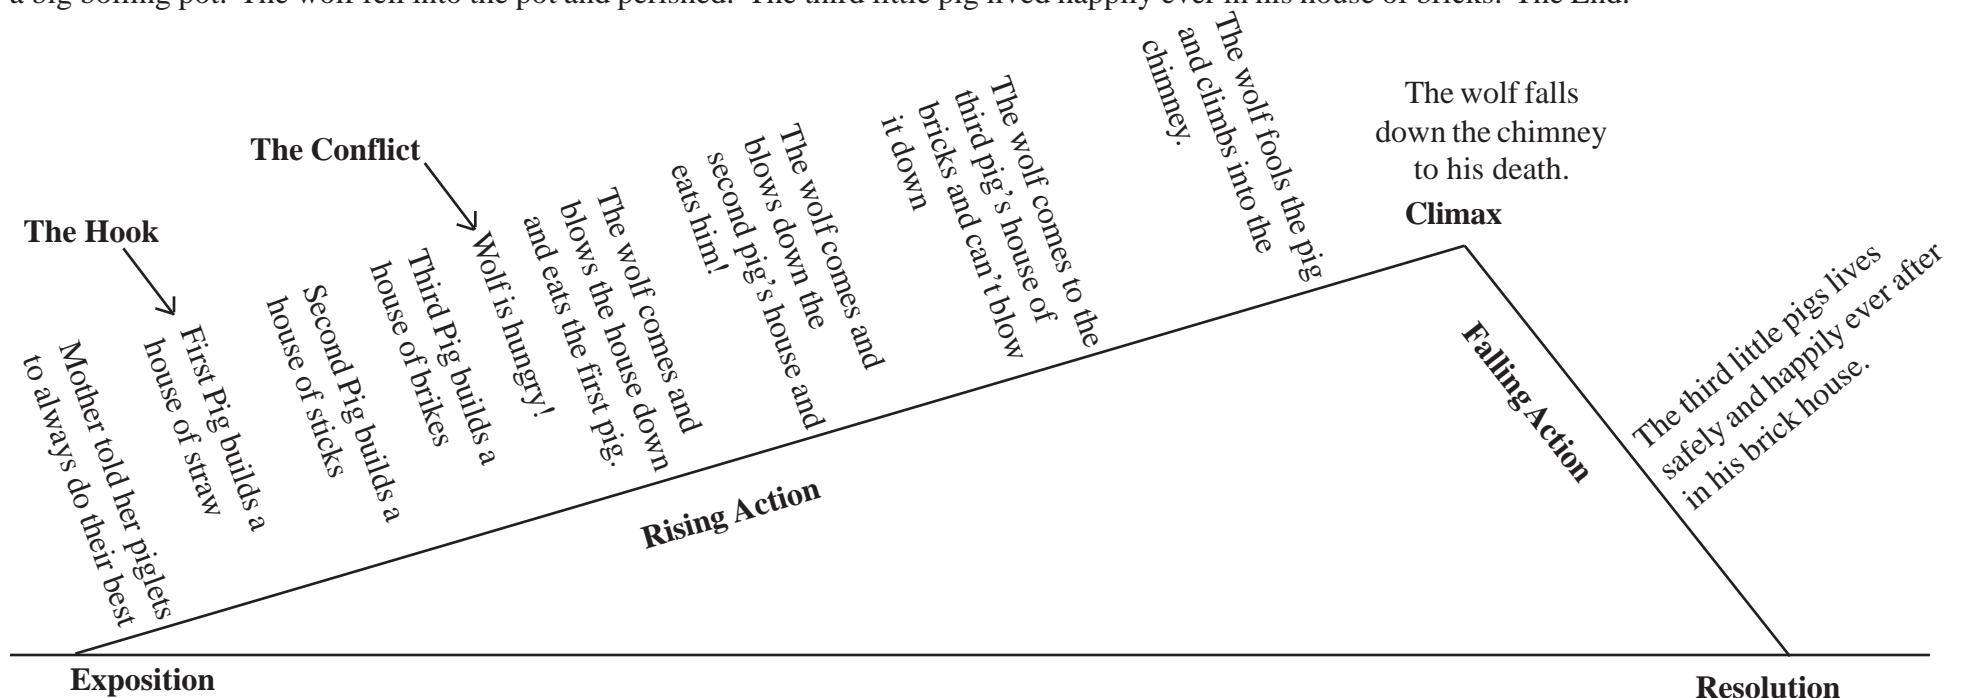 a big boiling pot. The wolf fell into the pot and perished. The third little pig lived happily ever in his house of bricks. The End.
The Hook
The Conflict
Mother told her piglets
to always do their best
First Pig builds a
house of straw
Second Pig builds a
house of sticks
Third Pig builds a
house of brikes
Wolf is hungry!
The wolf comes and
blows the house down
and eats the first pig.
The wolf comes and
blows down the
second pig's house and
eats him!
The wolf comes to the
third pig's house of
bricks and can't blow
it down
The wolf fools the pig
and climbs into the
chimney.
The wolf falls
down the chimney
to his death.
Climax
Rising Action
Falling Action
The third little pigs lives
safely and happily ever after
in his brick house.
Exposition
Resolution